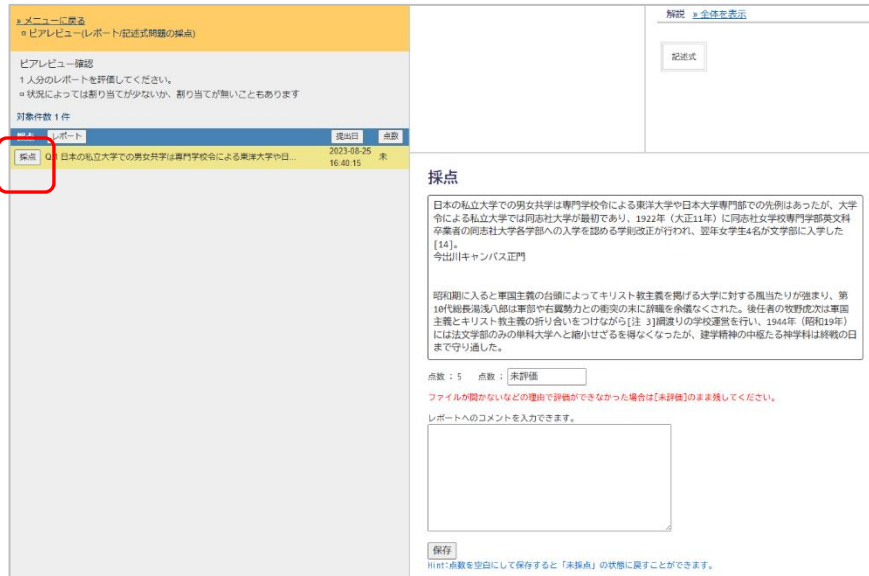 » メニューに戻る
¤ ピアレビュー(レポート/記述式問題の採点)
ピアレビュー確認
1 人分のレポートを評価してください。
¤ 状況によっては割り当てが少ないか、割り当てが無いこともあります
対象件数 1 件
採点 レポート 提出日 点数
採点 Q.1 日本の私立大学での男女共学は専門学校令による東洋大学や日... 2023-08-25 16:40:15 未
解説 » 全体を表示
記述式
採点
日本の私立大学での男女共学は専門学校令による東洋大学や日本大学専門部での先例はあったが、大学
令による私立大学では同志社大学が最初であり、1922年（大正11年）に同志社女学校専門学部英文科
卒業者の同志社大学各学部への入学を認める学則改正が行われ、翌年女学生4名が文学部に入学した
[14]。
今出川キャンパス正門
昭和期に入ると軍国主義の台頭によってキリスト教主義を掲げる大学に対する風当たりが強まり、第
10代総長湯浅八郎は軍部や右翼勢力との衝突の末に辞職を余儀なくされた。後任者の牧野虎次は軍国
主義とキリスト教主義の折り合いをつけながら[注 3]綱渡りの学校運営を行い、1944年（昭和19年）
には法文学部のみの単科大学へと縮小せざるを得なくなったが、建学精神の中枢たる神学科は終戦の日
まで守り通した。
点数 : 5 点数 : 未評価
ファイルが開かないなどの理由で評価ができなかった場合は[未評価]のまま残してください。
レポートへのコメントを入力できます。
保存
Hint:点数を空白にして保存すると「未採点」の状態に戻すことができます。